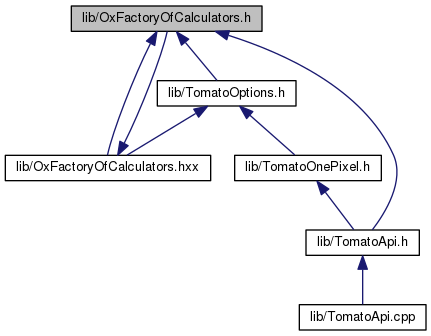 lib/OxFactoryOfCalculators.h
lib/TomatoOptions.h
lib/OxFactoryOfCalculators.hxx
lib/TomatoOnePixel.h
lib/TomatoApi.h
lib/TomatoApi.cpp